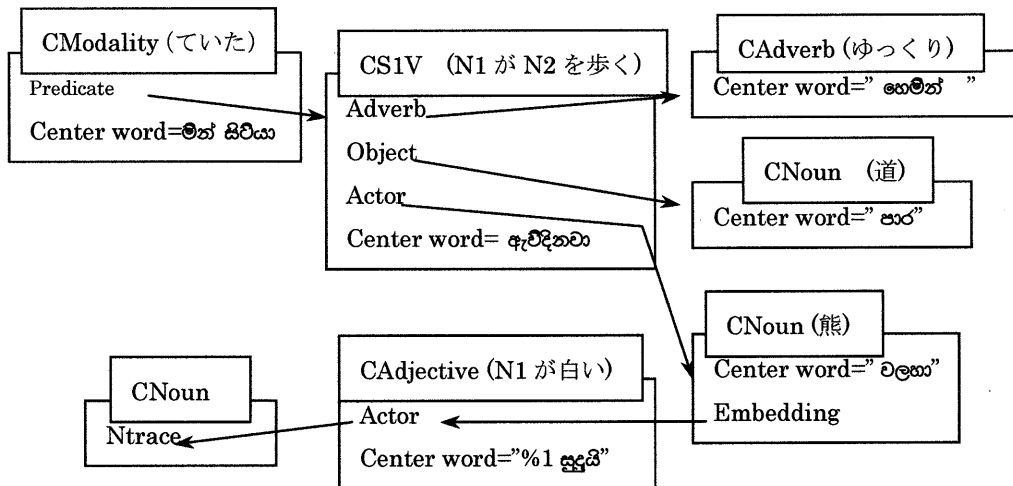 CModality (ていた)
Predicate
Center word=මින් සිටියා
CS1V (N1 が N2 を歩く)
Adverb
Object
Actor
Center word= ඇවිදිනවා
CAdverb (ゆっくり)
Center word=” හෙමින් ”
CNoun (道)
Center word=” පාර”
CNoun (熊)
Center word=” වලහා”
Embedding
CAdjective (N1 が白い)
Actor
Center word=”%1 සුදුයි”
CNoun
Ntrace